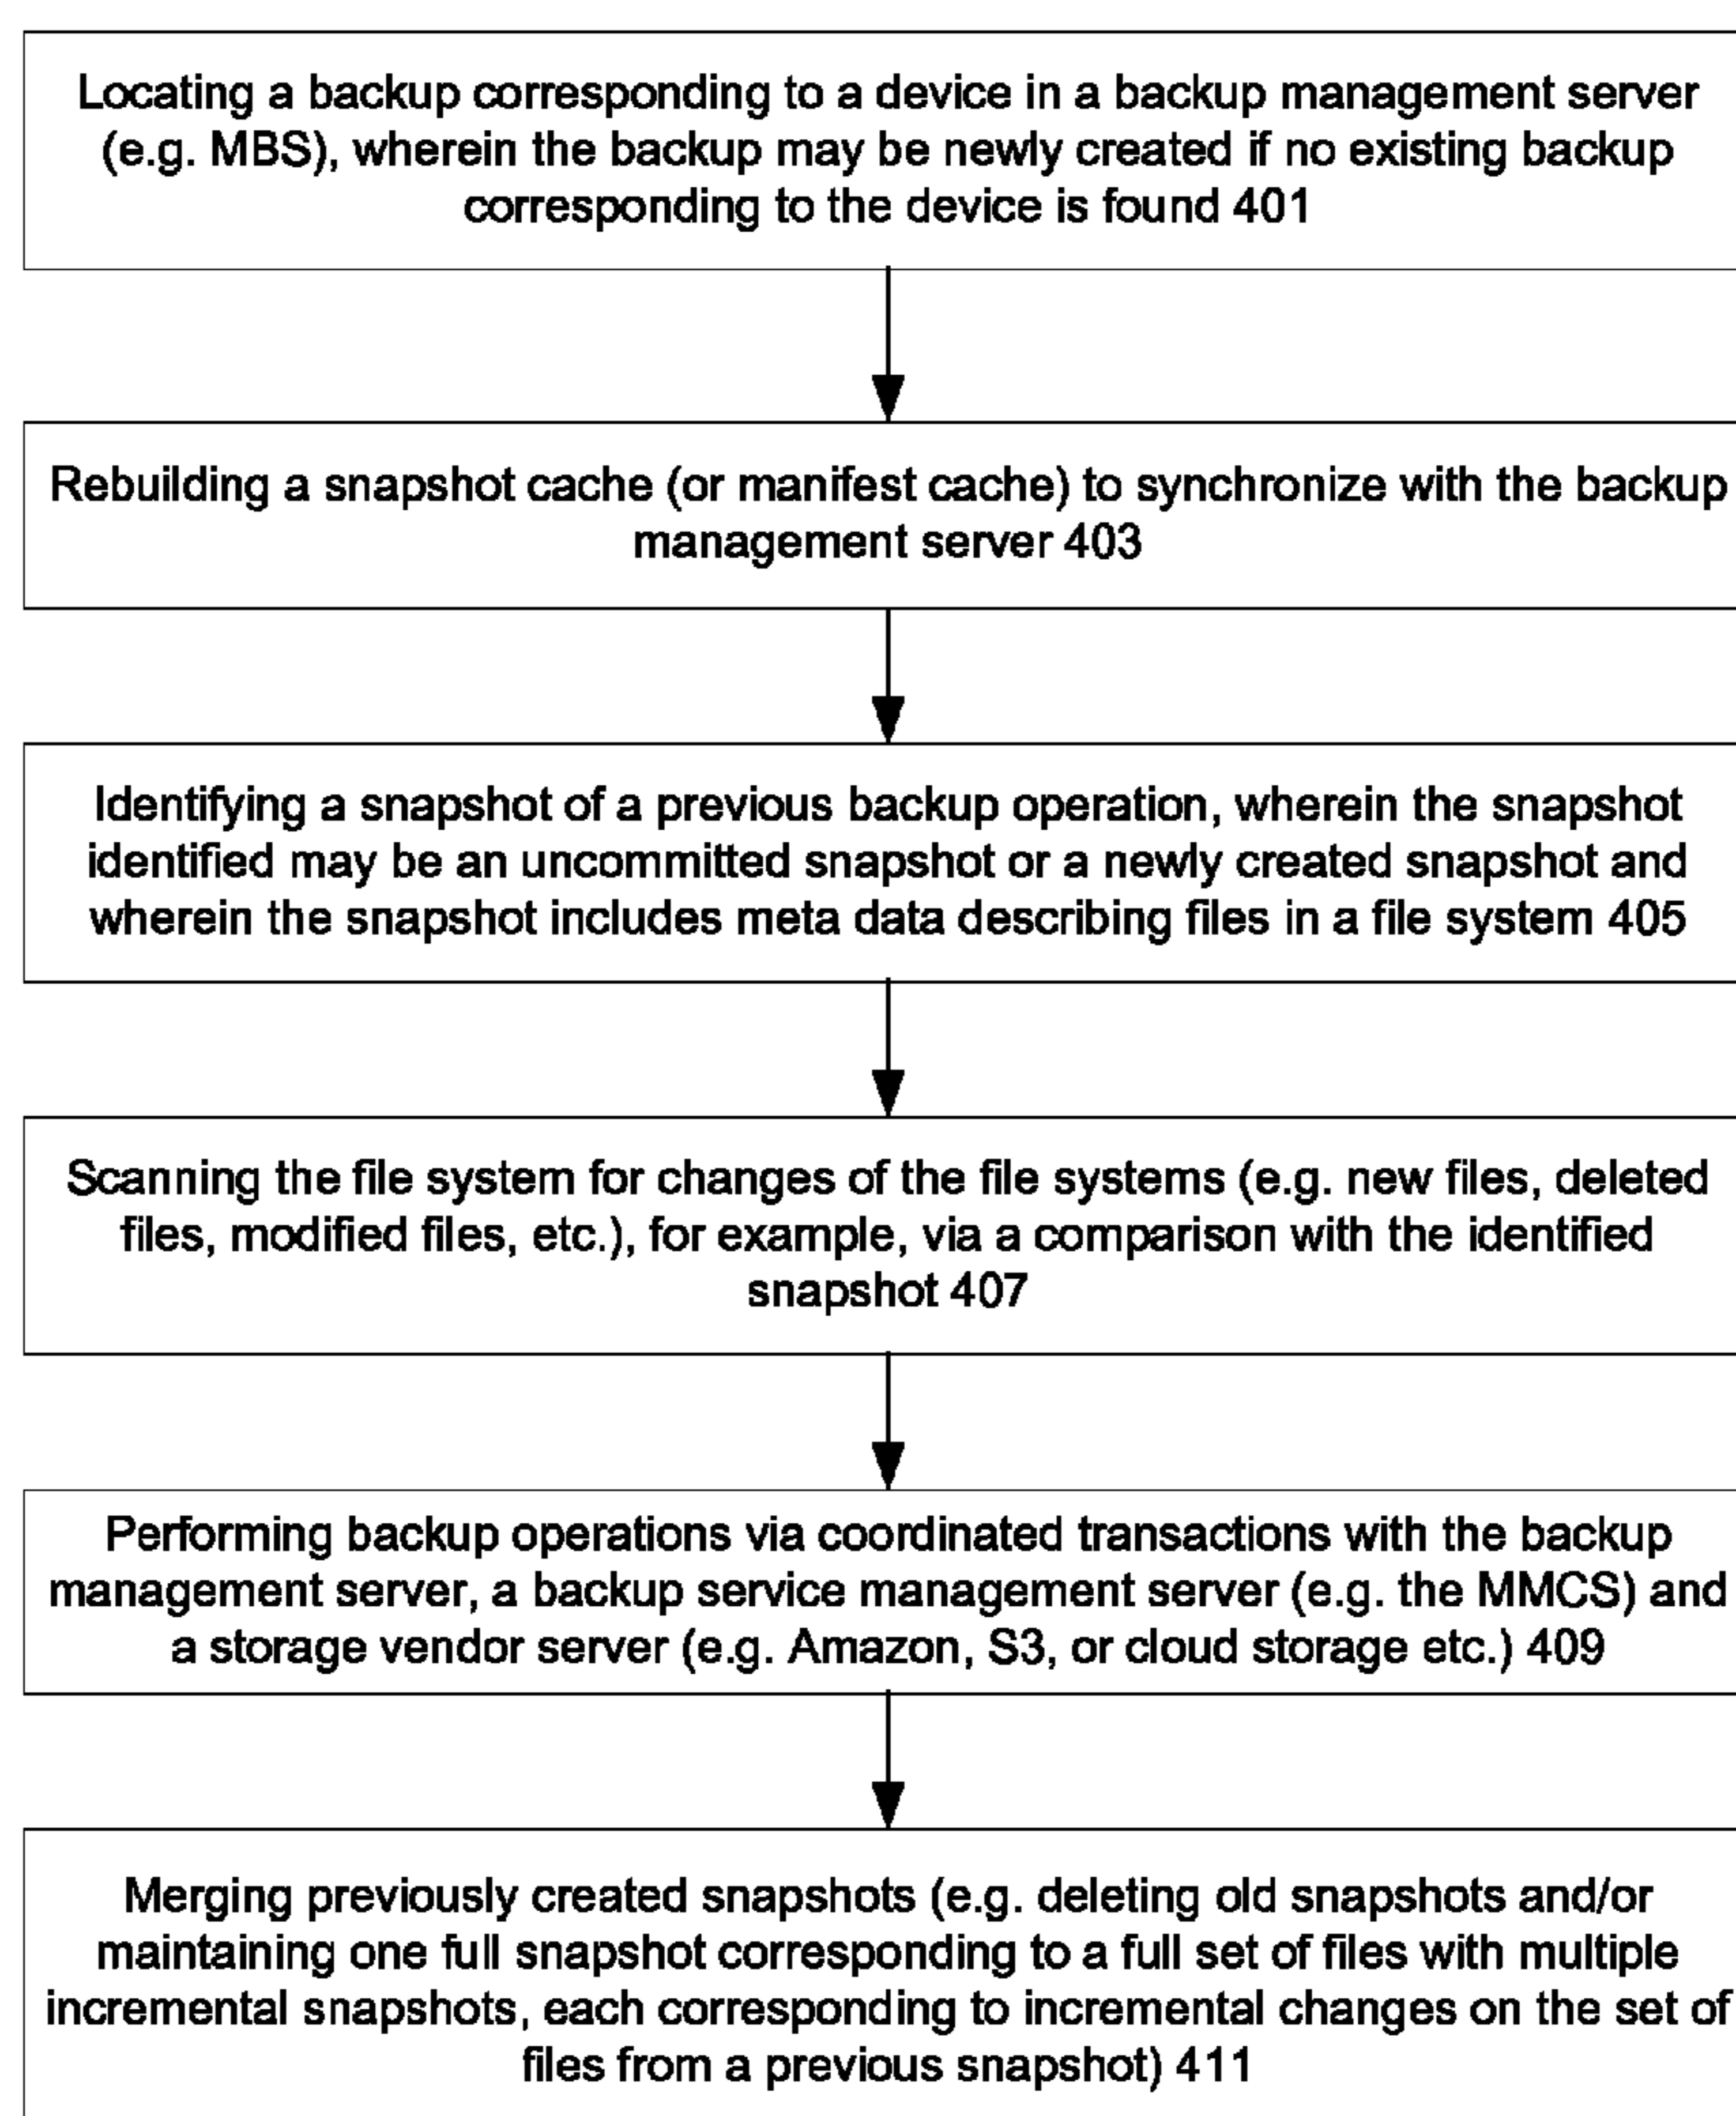 Locating a backup corresponding to a device in a backup management server
(e.g. MBS), wherein the backup may be newly created if no existing backup
corresponding to the device is found 401
Rebuilding a snapshot cache (or manifest cache) to synchronize with the backup
management server 403
Identifying a snapshot of a previous backup operation, wherein the snapshot
identified may be an uncommitted snapshot or a newly created snapshot and
wherein the snapshot includes meta data describing files in a file system 405
Scanning the file system for changes of the file systems (e.g. new files, deleted
files, modified files, etc.), for example, via a comparison with the identified
snapshot 407
Performing backup operations via coordinated transactions with the backup
management server, a backup service management server (e.g. the MMCS) and
a storage vendor server (e.g. Amazon, S3, or cloud storage etc.) 409
Merging previously created snapshots (e.g. deleting old snapshots and/or
maintaining one full snapshot corresponding to a full set of files with multiple
incremental snapshots, each corresponding to incremental changes on the set of
files from a previous snapshot) 411